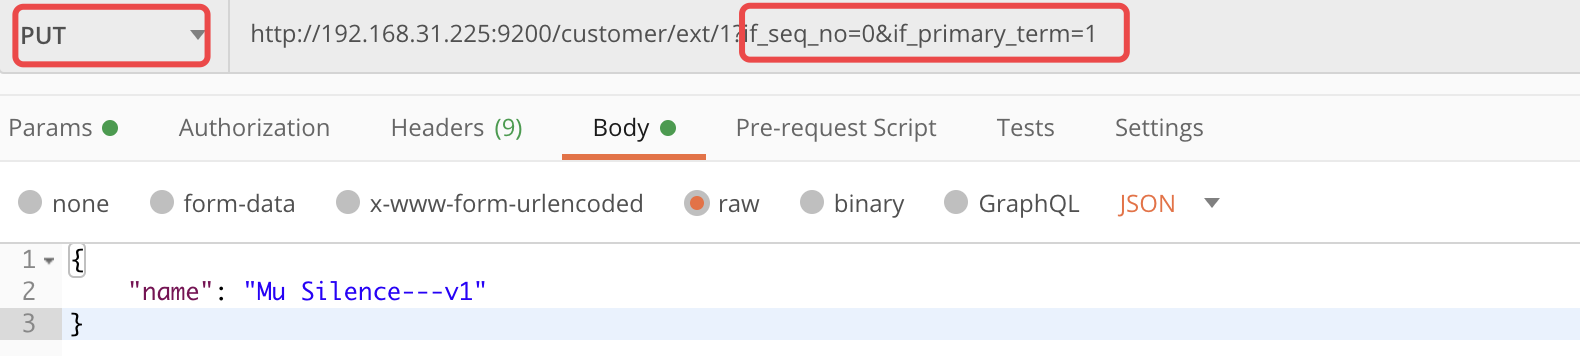 PUT http://192.168.31.225:9200/customer/ext/1?if_seq_no=0&if_primary_term=1
Params Authorization Headers (9) Body Pre-request Script Tests Settings
none form-data x-www-form-urlencoded raw binary GraphQL JSON
1 {
2 "name": "Mu Silence---v1"
3 }